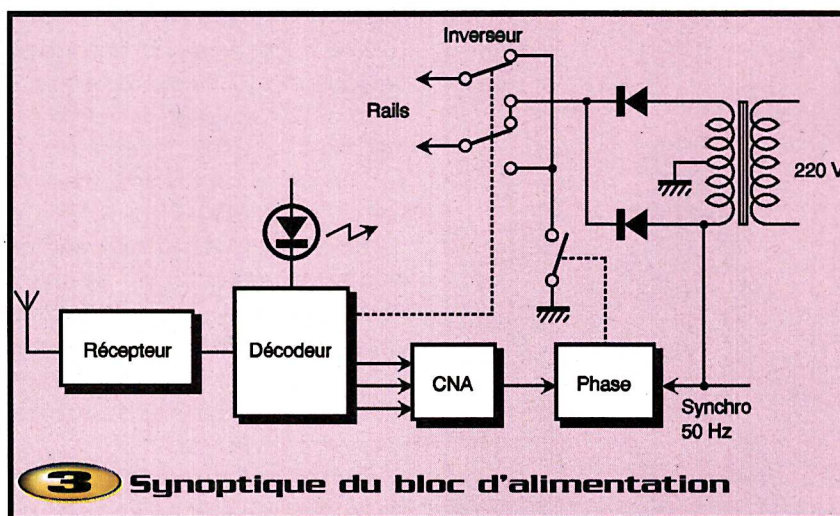 Inverseur
Rails
220 V
Récepteur
Décodeur
CNA
Phase
Synchro
50 Hz
3 Synoptique du bloc d'alimentation